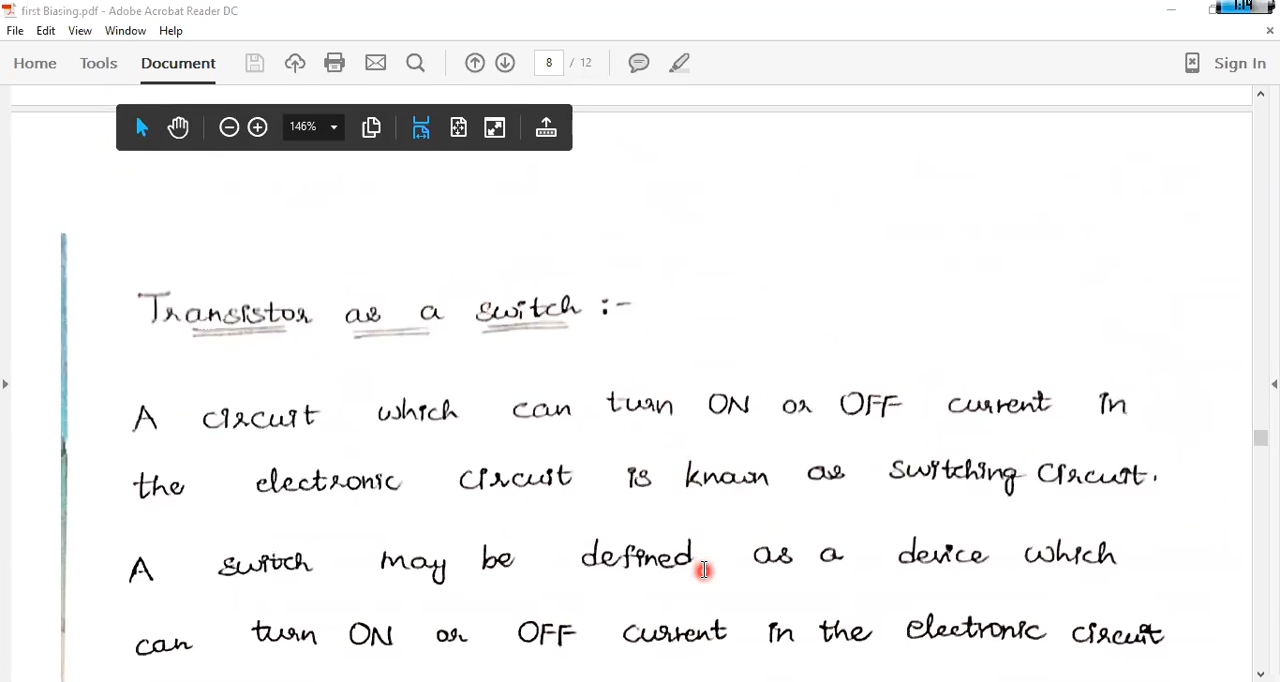 first Biasing.pdf - Adobe Acrobat Reader DC
1:14
File Edit View Window Help
Home Tools Document 8 / 12 Sign In
146%
Transistor as a switch :-
A circuit which can turn ON or OFF current in
the electronic circuit is known as switching circuit.
A switch may be defined as a device which
can turn ON or OFF current in the electronic circuit